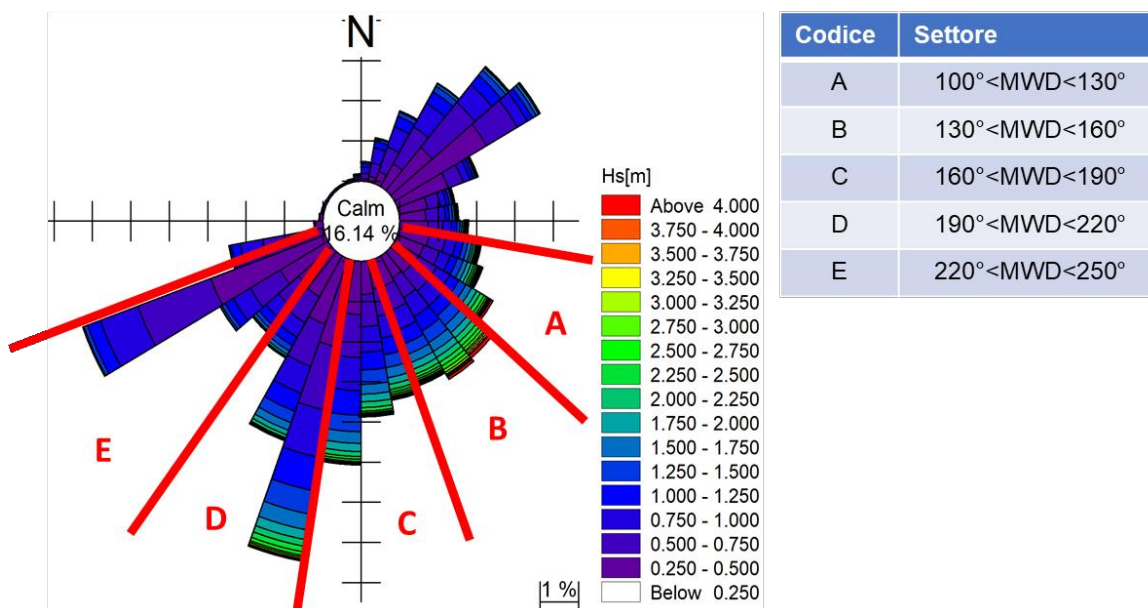 N
Calm
16.14 %
A
B
C
D
E
Hs[m]
Above 4.000
3.750 - 4.000
3.500 - 3.750
3.250 - 3.500
3.000 - 3.250
2.750 - 3.000
2.500 - 2.750
2.250 - 2.500
2.000 - 2.250
1.750 - 2.000
1.500 - 1.750
1.250 - 1.500
1.000 - 1.250
0.750 - 1.000
0.500 - 0.750
0.250 - 0.500
Below 0.250
1 %
Codice Settore
A 100°<MWD<130°
B 130°<MWD<160°
C 160°<MWD<190°
D 190°<MWD<220°
E 220°<MWD<250°